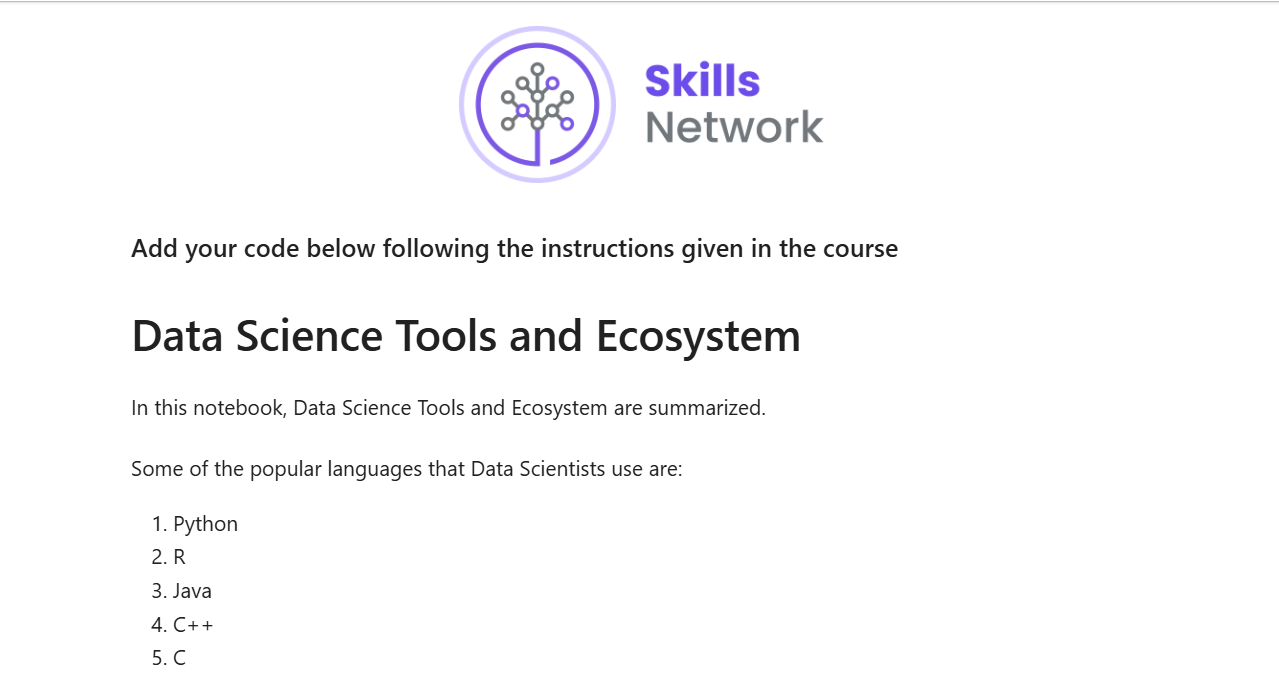 Skills
Network
Add your code below following the instructions given in the course
Data Science Tools and Ecosystem
In this notebook, Data Science Tools and Ecosystem are summarized.
Some of the popular languages that Data Scientists use are:
1. Python
2. R
3. Java
4. C++
5. C